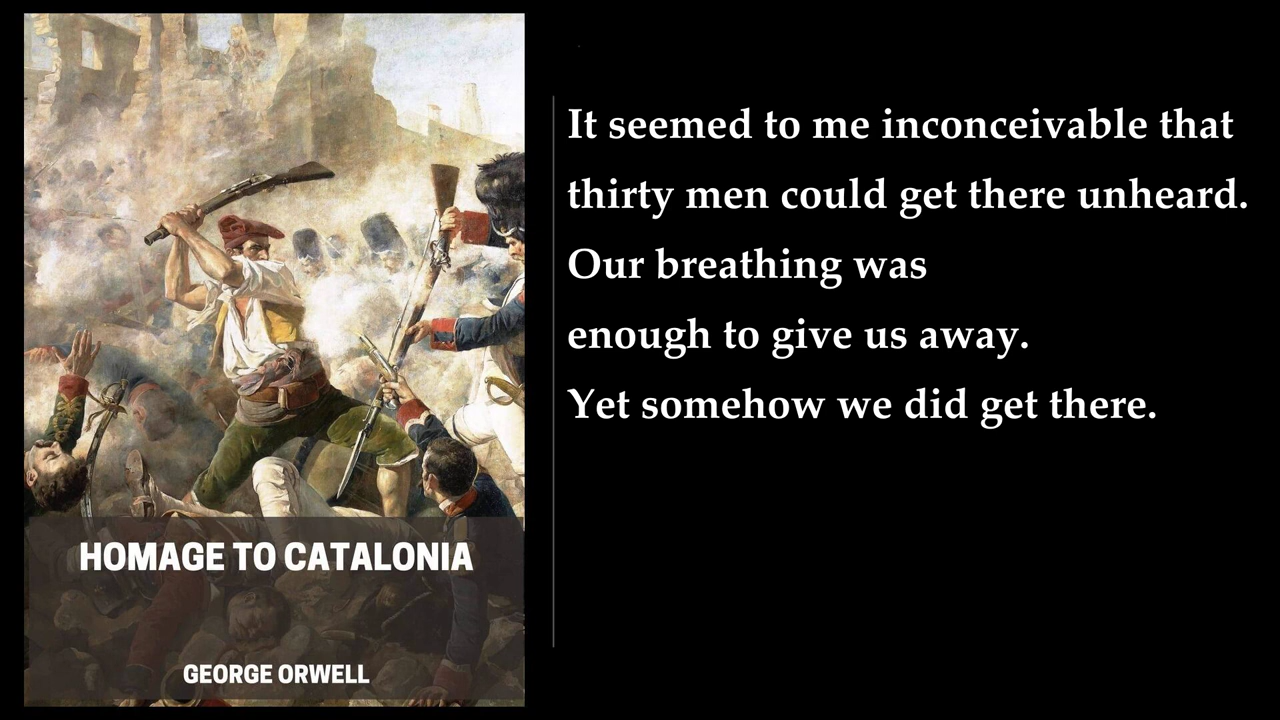 HOMAGE TO CATALONIA
GEORGE ORWELL
It seemed to me inconceivable that
thirty men could get there unheard.
Our breathing was
enough to give us away.
Yet somehow we did get there.